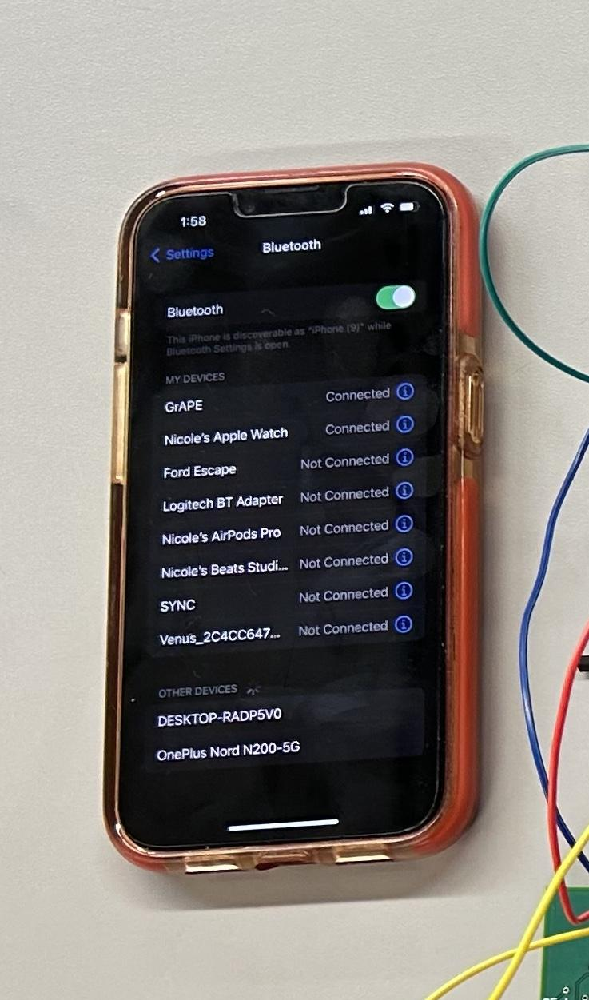 1:58
Settings
Bluetooth
Bluetooth
This iPhone is discoverable as "iPhone (9)" while
Bluetooth Settings is open.
MY DEVICES
GrAPE Connected
Nicole's Apple Watch Connected
Ford Escape Not Connected
Logitech BT Adapter Not Connected
Nicole's AirPods Pro Not Connected
Nicole's Beats Studi... Not Connected
SYNC Not Connected
Venus_2C4CC647... Not Connected
OTHER DEVICES
DESKTOP-RADP5V0
OnePlus Nord N200-5G